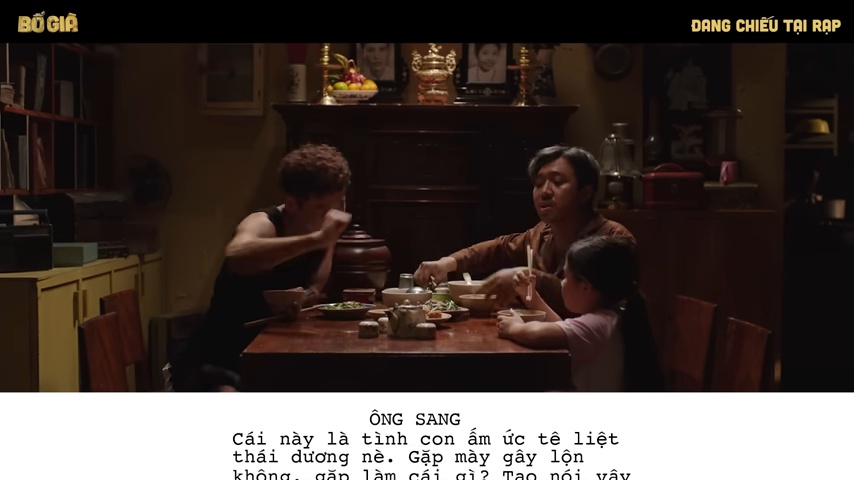 BỐ GIÀ
ĐANG CHIẾU TẠI RẠP
ÔNG SANG
Cái này là tình con ấm ức tê liệt
thái dương nè. Gặp mày gây lộn
không, gặp làm cái gì? Tao nói vậy